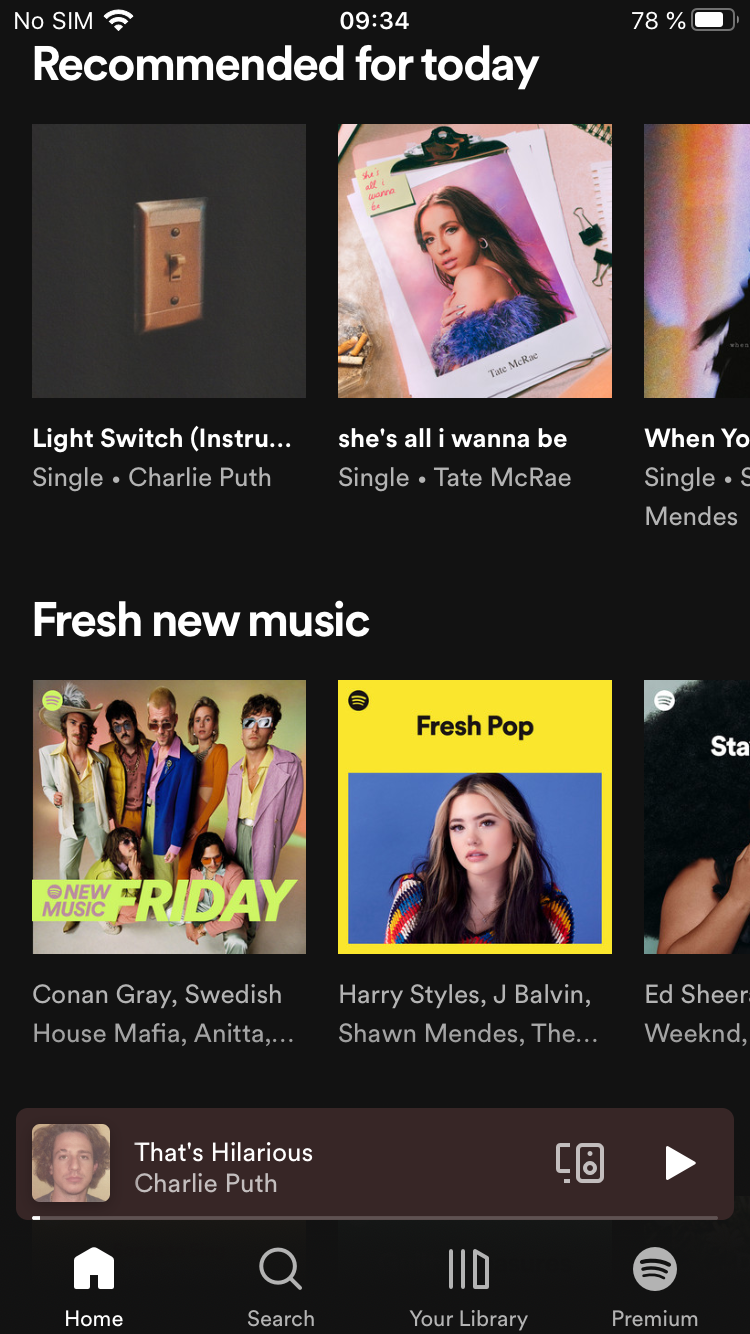 No SIM 09:34 78 %
Recommended for today
she's
all i
wanna
be
Tate McRae
when
Light Switch (Instru...
Single • Charlie Puth
she's all i wanna be
Single • Tate McRae
When Yo
Single • S
Mendes
Fresh new music
NEW
MUSIC FRIDAY
Fresh Pop
Sta
Conan Gray, Swedish
House Mafia, Anitta,...
Harry Styles, J Balvin,
Shawn Mendes, The...
Ed Sheer
Weeknd,
That's Hilarious
Charlie Puth
Home
Search
Your Library
Premium